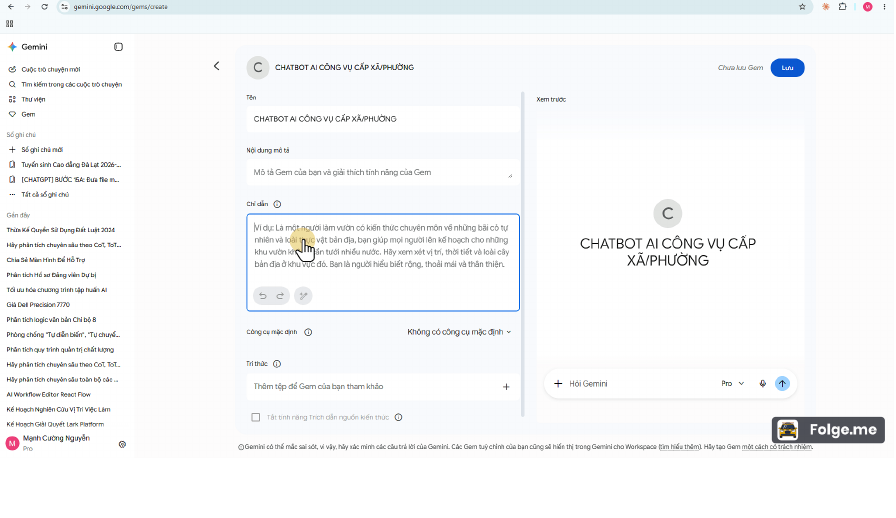 gemini.google.com/gems/create
Gemini
Cuộc trò chuyện mới
Tìm kiếm trong các cuộc trò chuyện
Thư viện
Gem
Sổ ghi chú
Sổ ghi chú mới
Tuyển sinh Cao đẳng Đà Lạt 2026-...
[CHATGPT] BƯỚC 15A: Đưa file m...
Tất cả sổ ghi chú
Gần đây
Thừa Kế Quyền Sử Dụng Đất Luật 2024
Hãy phân tích chuyên sâu theo CoT, ToT...
Chia Sẻ Màn Hình Để Hỗ Trợ
Phân tích Hồ sơ Đảng viên Dự bị
Tối ưu hóa chương trình tập huấn AI
Giá Dell Precision 7770
Phân tích logic văn bản Chi bộ 8
Phòng chống "Tự diễn biến", "Tự chuyể...
Phân tích quy trình quản trị chất lượng
Hãy phân tích chuyên sâu theo CoT, ToT...
Hãy phân tích chuyên sâu toàn bộ các ...
AI Workflow Editor React Flow
Kế Hoạch Nghiên Cứu Vị Trí Việc Làm
Kế Hoạch Giải Quyết Lark Platform
M Mạnh Cường Nguyễn
Pro
C CHATBOT AI CÔNG VỤ CẤP XÃ/PHƯỜNG
Chưa lưu Gem
Lưu
Tên
CHATBOT AI CÔNG VỤ CẤP XÃ/PHƯỜNG
Nội dung mô tả
Mô tả Gem của bạn và giải thích tính năng của Gem
Chỉ dẫn
Ví dụ: Là một người làm vườn có kiến thức chuyên môn về những bãi cỏ tự
nhiên và loài thực vật bản địa, bạn giúp mọi người lên kế hoạch cho những
khu vườn cần tưới nhiều nước. Hãy xem xét vị trí, thời tiết và loài cây
bản địa ở khu vực đó. Bạn là người hiểu biết rộng, thoải mái và thân thiện.
Công cụ mặc định
Không có công cụ mặc định
Tri thức
Thêm tệp để Gem của bạn tham khảo
Tắt tính năng Trích dẫn nguồn kiến thức
Xem trước
C
CHATBOT AI CÔNG VỤ CẤP
XÃ/PHƯỜNG
Hỏi Gemini
Pro
Folge.me
Gemini có thể mắc sai sót, vì vậy, hãy xác minh các câu trả lời của Gemini. Các Gem tuỳ chỉnh của bạn cũng sẽ hiển thị trong Gemini cho Workspace (tìm hiểu thêm). Hãy tạo Gem một cách có trách nhiệm.